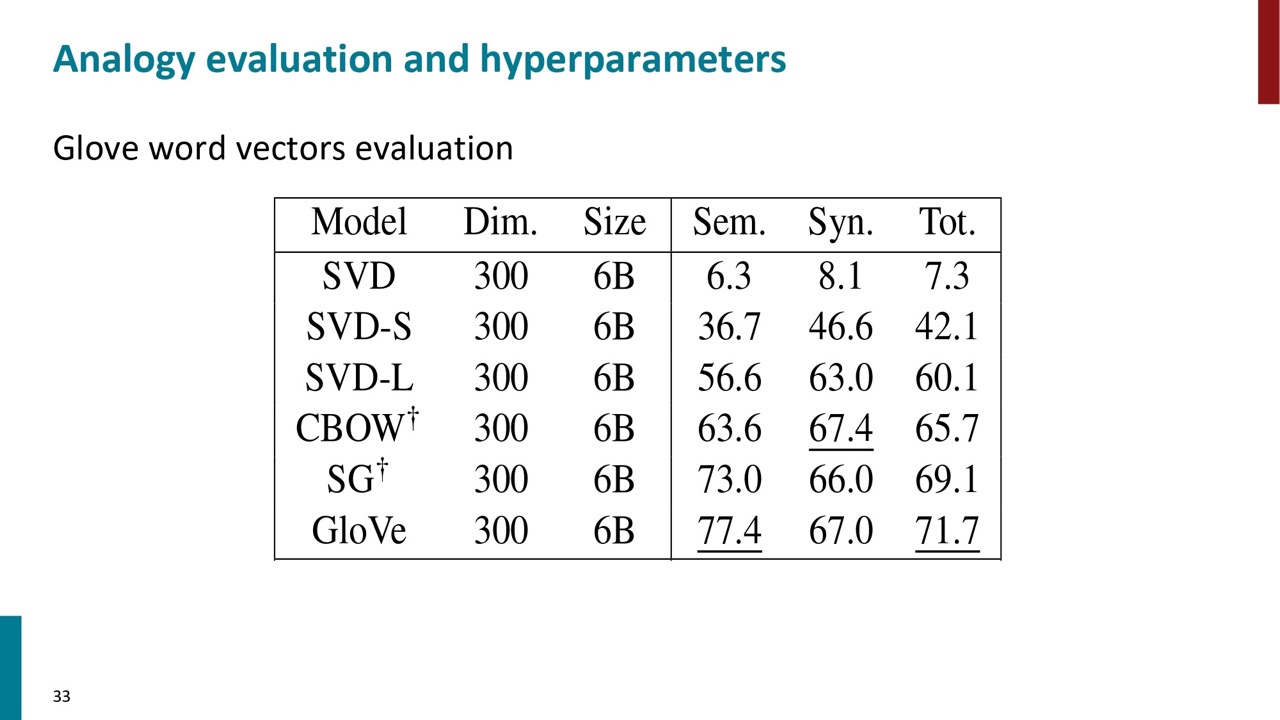 Analogy evaluation and hyperparameters
Glove word vectors evaluation
Model Dim. Size Sem. Syn. Tot.
SVD 300 6B 6.3 8.1 7.3
SVD-S 300 6B 36.7 46.6 42.1
SVD-L 300 6B 56.6 63.0 60.1
CBOW† 300 6B 63.6 67.4 65.7
SG† 300 6B 73.0 66.0 69.1
GloVe 300 6B 77.4 67.0 71.7
33